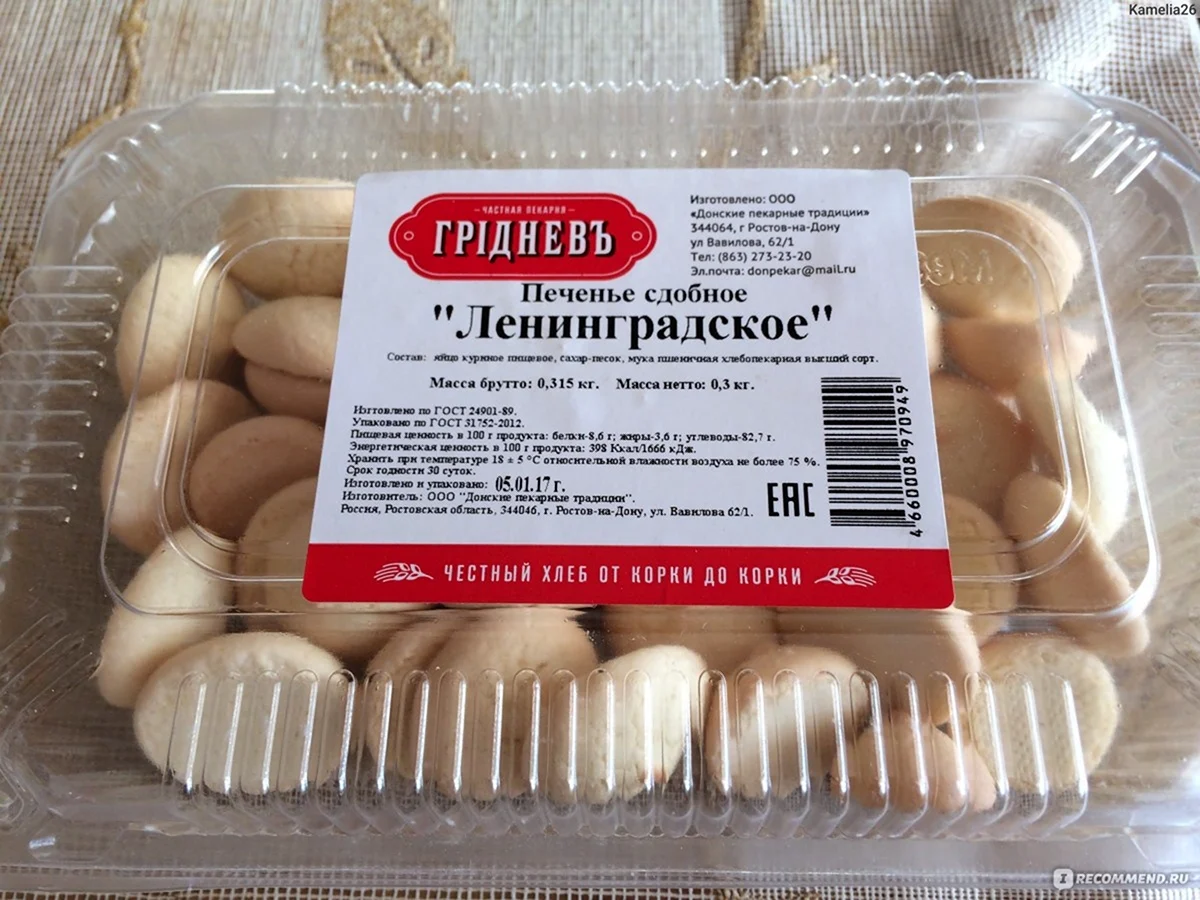 Kamelia26
ЧАСТНАЯ ПЕКАРНЯ
ГРIДНЕВЪ
Изготовлено: ООО
«Донские пекарные традиции»
344064, г Ростов-на-Дону
ул Вавилова, 62/1
Тел: (863) 273-23-20
Эл.почта: donpekar@mail.ru
Печенье сдобное
"Ленинградское"
Состав: яйцо куриное пищевое, сахар-песок, мука пшеничная хлебопекарная высший сорт.
Масса брутто: 0,315 кг. Масса нетто: 0,3 кг.
Изгтовлено по ГОСТ 24901-89.
Упаковано по ГОСТ 31752-2012.
Пищевая ценность в 100 г продукта: белки-8,6 г; жиры-3,6 г; углеводы-82,7 г.
Энергетическая ценность в 100 г продукта: 398 Ккал/1666 кДж.
Хранить при температуре 18 ± 5 °С относительной влажности воздуха не более 75 %.
Срок годности 30 суток.
Изготовлено и упаковано: 05.01.17 г.
Изготовитель: ООО "Донские пекарные традиции".
Россия, Ростовская область, 344046, г. Ростов-на-Дону, ул. Вавилова 62/1.
ЕАС
4 660008 970949
ЧЕСТНЫЙ ХЛЕБ ОТ КОРКИ ДО КОРКИ
IRECOMMEND.RU